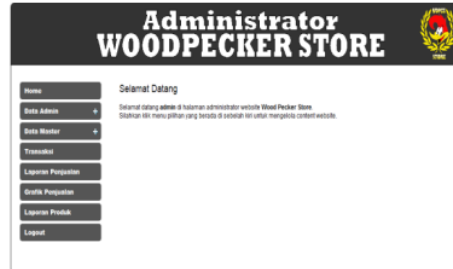 Administrator
WOODPECKER STORE
Home
Selamat Datang
Data Admin +
Selamat datang admin di halaman administrator website Wood Pecker Store.
Silahkan klik menu pilihan yang berada di sebelah kiri untuk mengelola content website.
Data Master +
Transaksi
Laporan Penjualan
Grafik Penjualan
Laporan Produk
Logout